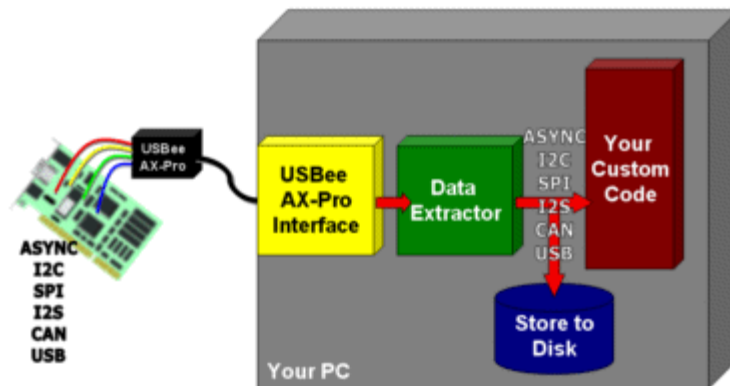 USBee
AX-Pro
ASYNC
I2C
SPI
I2S
CAN
USB
USBee
AX-Pro
Interface
Data
Extractor
ASYNC
I2C
SPI
I2S
CAN
USB
Your
Custom
Code
Store to
Disk
Your PC